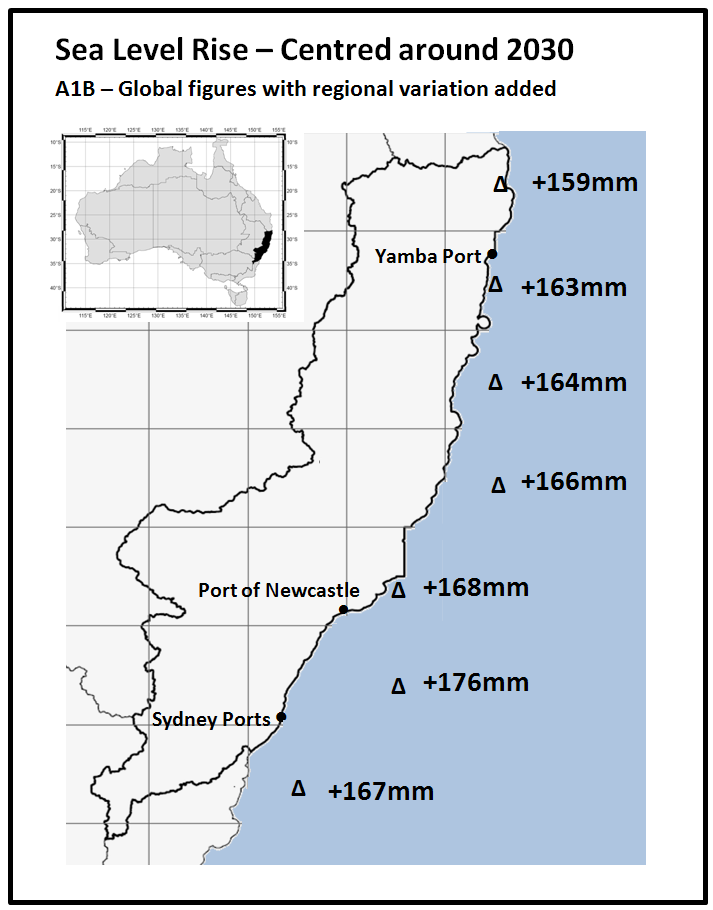 Sea Level Rise – Centred around 2030
A1B – Global figures with regional variation added
115°E 120°E 125°E 130°E 135°E 140°E 145°E 150°E 155°E
10°S 10°S
15°S 15°S
20°S 20°S
25°S 25°S
30°S 30°S
35°S 35°S
40°S 40°S
115°E 120°E 125°E 130°E 135°E 140°E 145°E 150°E 155°E
Δ +159mm
Yamba Port
Δ +163mm
Δ +164mm
Δ +166mm
Port of Newcastle Δ +168mm
Δ +176mm
Sydney Ports
Δ +167mm